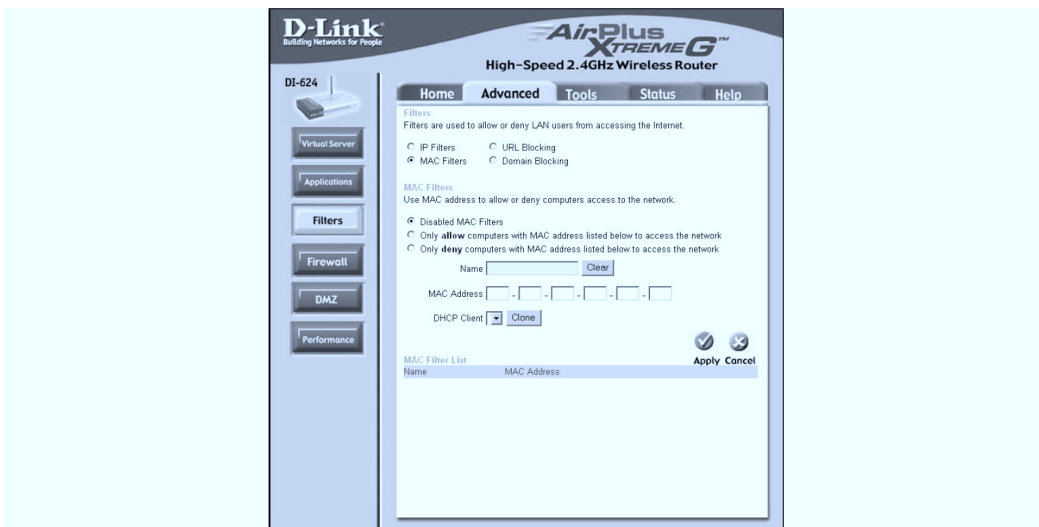 D-Link
Building Networks for People
AirPlus
XTREME G™
High-Speed 2.4GHz Wireless Router
DI-624
Home Advanced Tools Status Help
Virtual Server
Applications
Filters
Firewall
DMZ
Performance
Filters
Filters are used to allow or deny LAN users from accessing the Internet.
IP Filters URL Blocking
MAC Filters Domain Blocking
MAC Filters
Use MAC address to allow or deny computers access to the network.
Disabled MAC Filters
Only allow computers with MAC address listed below to access the network
Only deny computers with MAC address listed below to access the network
Name Clear
MAC Address - - - - -
DHCP Client Clone
Apply Cancel
MAC Filter List
Name MAC Address